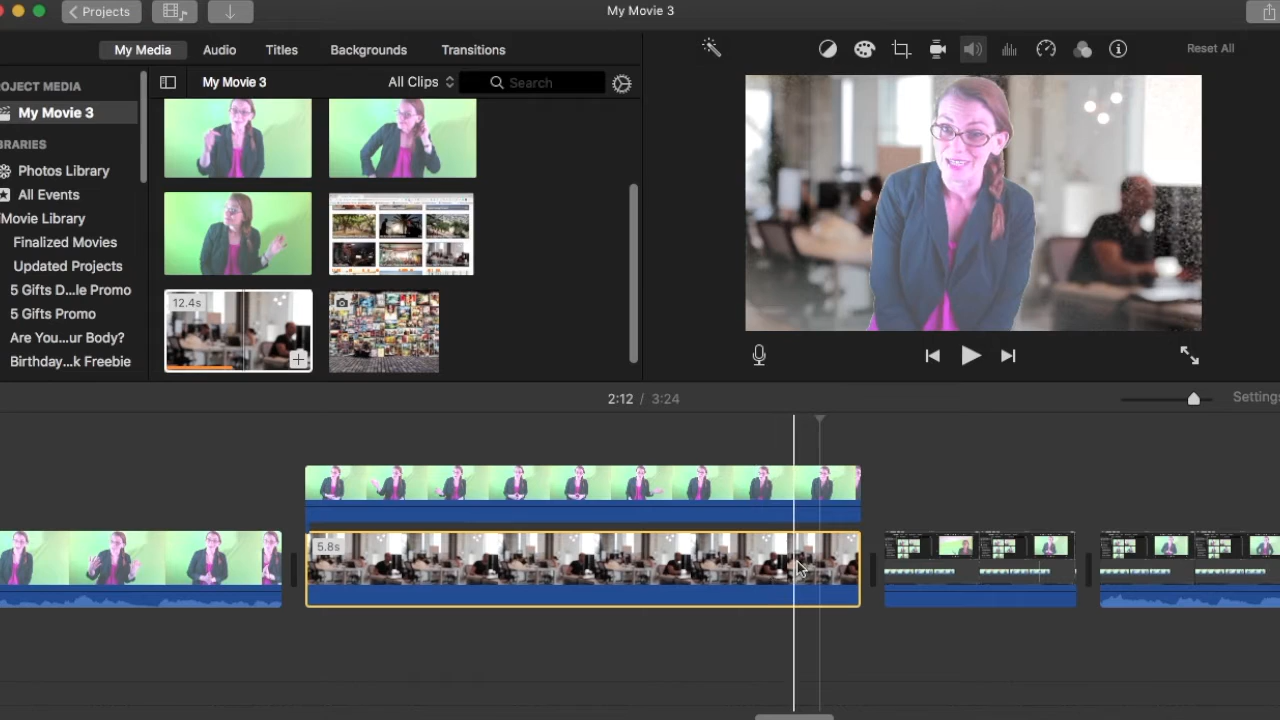 Projects
My Movie 3
My Media
Audio
Titles
Backgrounds
Transitions
Reset All
ROJECT MEDIA
My Movie 3
All Clips
Search
My Movie 3
BRARIES
Photos Library
All Events
Movie Library
Finalized Movies
Updated Projects
5 Gifts D...le Promo
5 Gifts Promo
Are You...ur Body?
Birthday...k Freebie
12.4s
2:12 / 3:24
Settings
5.8s